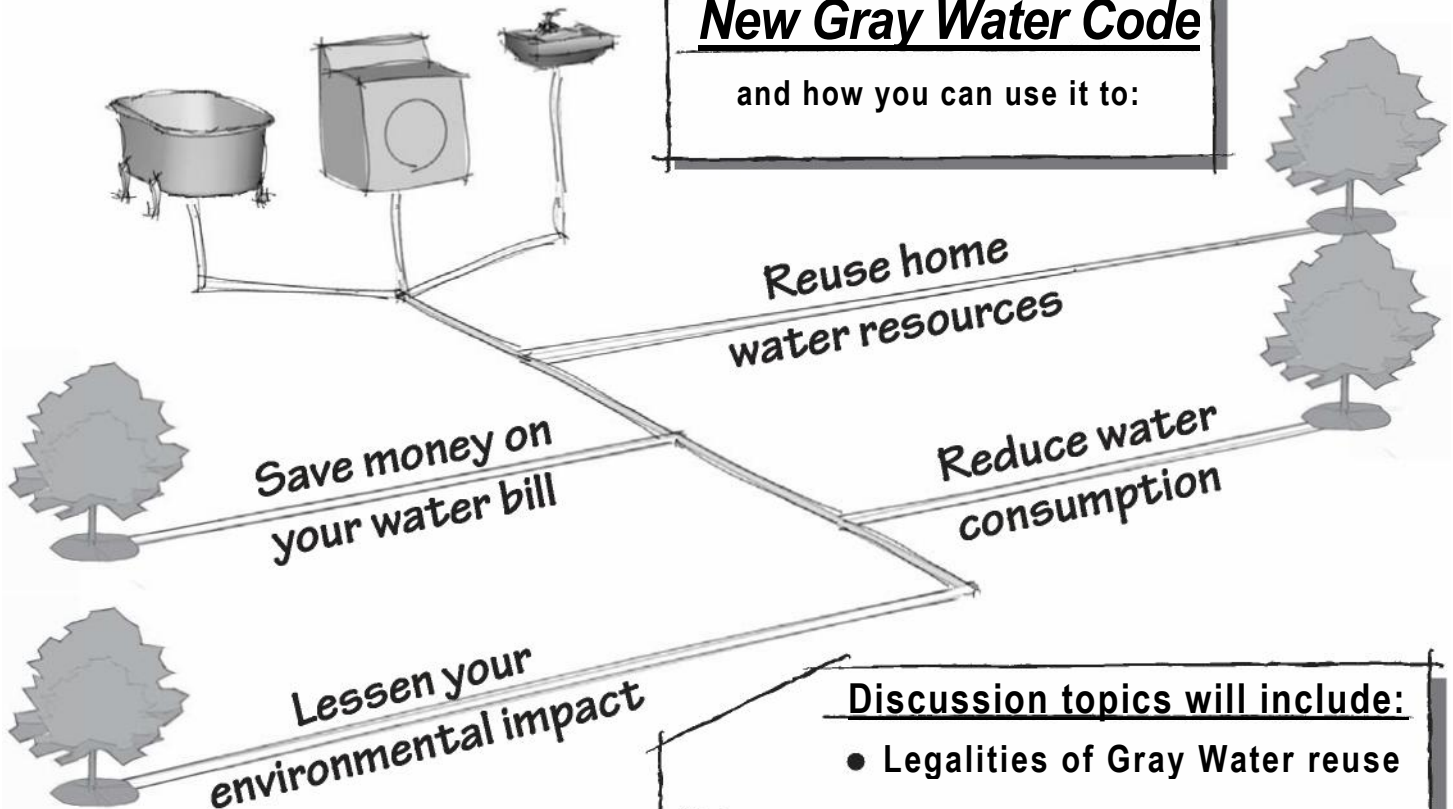 New Gray Water Code
and how you can use it to:
Reuse home
water resources
Save money on
your water bill
Reduce water
consumption
Lessen your
environmental impact
Discussion topics will include:
● Legalities of Gray Water reuse